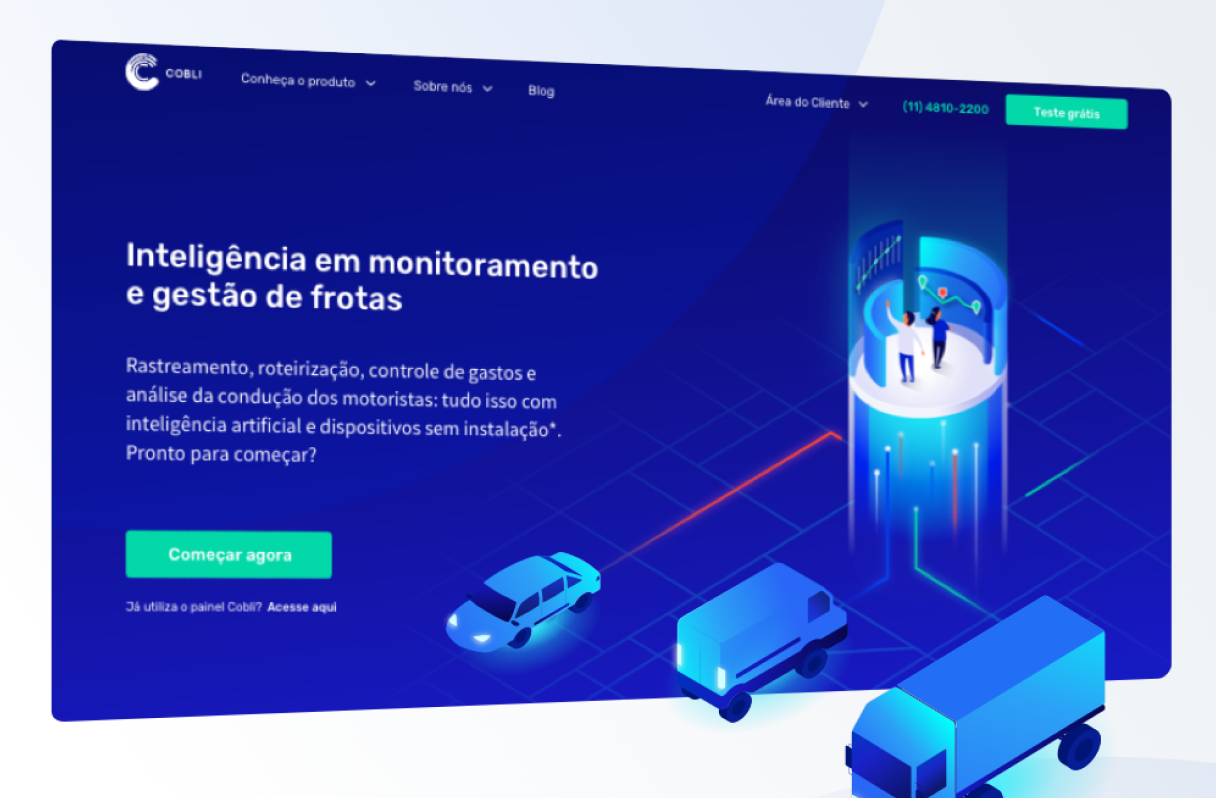 COBLI
Conheça o produto
Sobre nós
Blog
Área do Cliente
(11) 4810-2200
Teste grátis
Inteligência em monitoramento
e gestão de frotas
Rastreamento, roteirização, controle de gastos e
análise da condução dos motoristas: tudo isso com
inteligência artificial e dispositivos sem instalação*.
Pronto para começar?
Começar agora
Já utiliza o painel Cobli? Acesse aqui